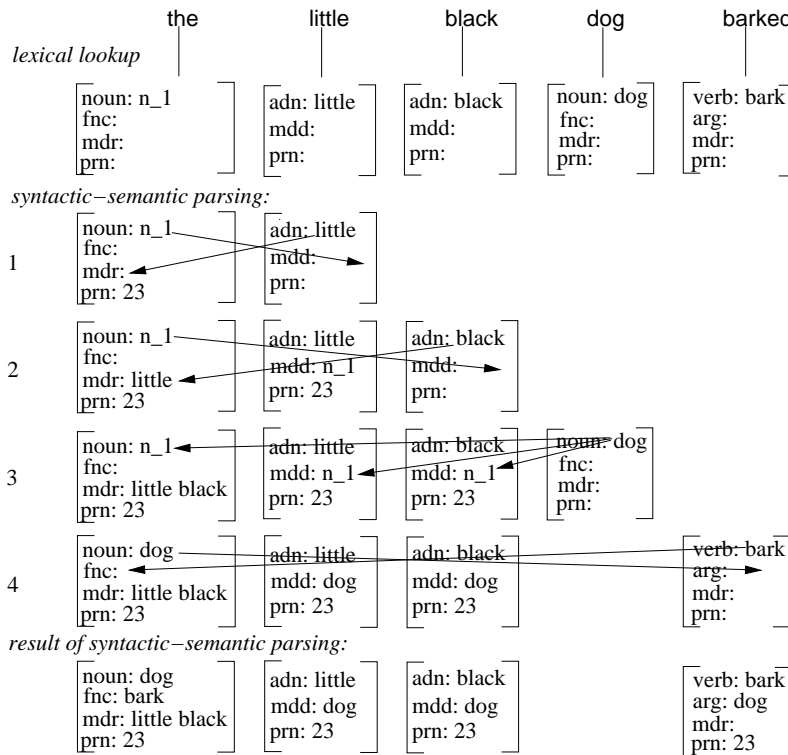 the little black dog barked
lexical lookup
noun: n_1 adn: little adn: black noun: dog verb: bark
fnc: mdd: mdd: fnc: arg:
mdr: prn: prn: mdr: mdr:
prn: prn: prn:
syntactic−semantic parsing:
noun: n_1 adn: little
fnc: mdd:
1 mdr: prn:
prn: 23
noun: n_1 adn: little adn: black
fnc: mdd: n_1 mdd:
2 mdr: little prn: 23 prn:
prn: 23
noun: n_1 adn: little adn: black noun: dog
fnc: mdd: n_1 mdd: n_1 fnc:
3 mdr: little black prn: 23 prn: 23 mdr:
prn: 23 prn:
noun: dog adn: little adn: black verb: bark
fnc: mdd: dog mdd: dog arg:
4 mdr: little black prn: 23 prn: 23 mdr:
prn: 23 prn:
result of syntactic−semantic parsing:
noun: dog adn: little adn: black verb: bark
fnc: bark mdd: dog mdd: dog arg: dog
mdr: little black prn: 23 prn: 23 mdr:
prn: 23 prn: 23